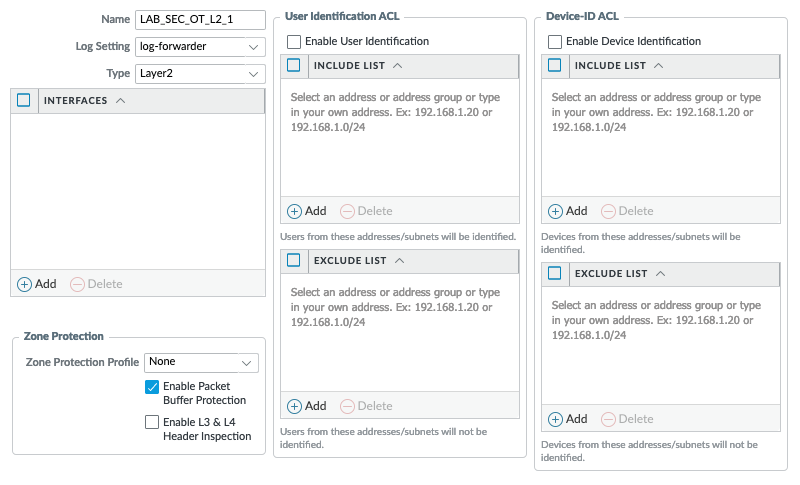 Name LAB_SEC_OT_L2_1
Log Setting log-forwarder
Type Layer2
INTERFACES
Add Delete
Zone Protection
Zone Protection Profile None
Enable Packet
Buffer Protection
Enable L3 & L4
Header Inspection
User Identification ACL
Enable User Identification
INCLUDE LIST
Select an address or address group or type
in your own address. Ex: 192.168.1.20 or
192.168.1.0/24
Add Delete
Users from these addresses/subnets will be identified.
EXCLUDE LIST
Select an address or address group or type
in your own address. Ex: 192.168.1.20 or
192.168.1.0/24
Add Delete
Users from these addresses/subnets will not be
identified.
Device-ID ACL
Enable Device Identification
INCLUDE LIST
Select an address or address group or type
in your own address. Ex: 192.168.1.20 or
192.168.1.0/24
Add Delete
Devices from these addresses/subnets will be
identified.
EXCLUDE LIST
Select an address or address group or type
in your own address. Ex: 192.168.1.20 or
192.168.1.0/24
Add Delete
Devices from these addresses/subnets will not be
identified.